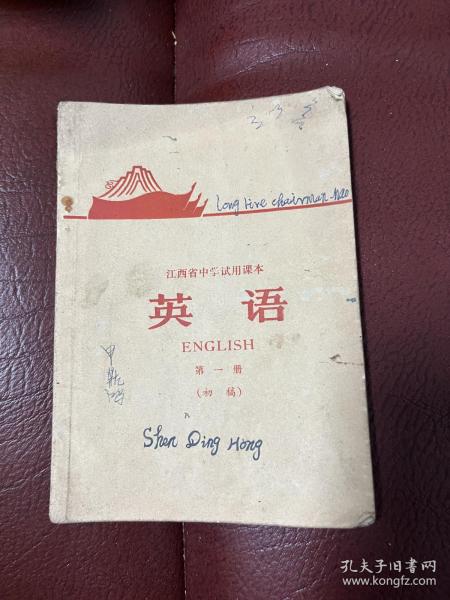 long live chairman Mao
江西省中学试用课本
英语
ENGLISH
第一册
(初稿)
申
Shen Ding Hong
孔夫子旧书网
www.kongfz.com